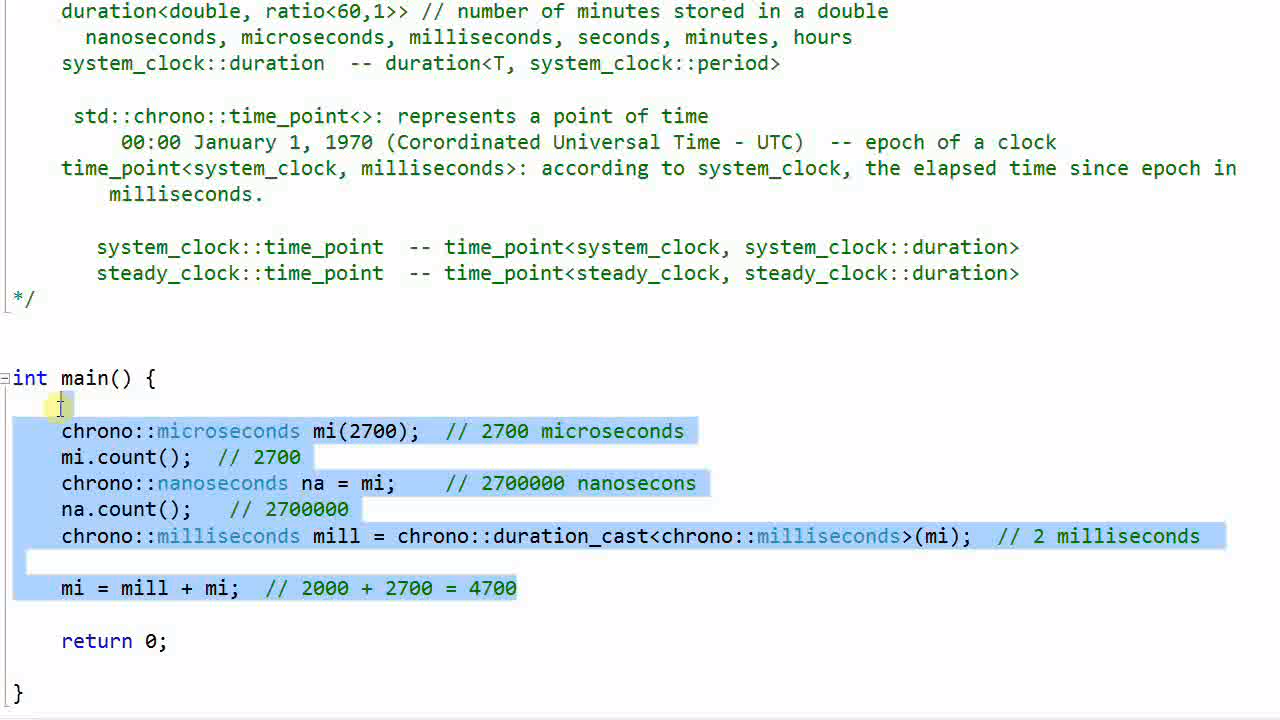 duration<double, ratio<60,1>> // number of minutes stored in a double
nanoseconds, microseconds, milliseconds, seconds, minutes, hours
system_clock::duration  -- duration<T, system_clock::period>
std::chrono::time_point<>: represents a point of time
00:00 January 1, 1970 (Corordinated Universal Time - UTC)  -- epoch of a clock
time_point<system_clock, milliseconds>: according to system_clock, the elapsed time since epoch in
milliseconds.
system_clock::time_point  -- time_point<system_clock, system_clock::duration>
steady_clock::time_point  -- time_point<steady_clock, steady_clock::duration>
*/
int main() {
chrono::microseconds mi(2700);  // 2700 microseconds
mi.count();  // 2700
chrono::nanoseconds na = mi;    // 2700000 nanosecons
na.count();   // 2700000
chrono::milliseconds mill = chrono::duration_cast<chrono::milliseconds>(mi);  // 2 milliseconds
mi = mill + mi;  // 2000 + 2700 = 4700
return 0;
}